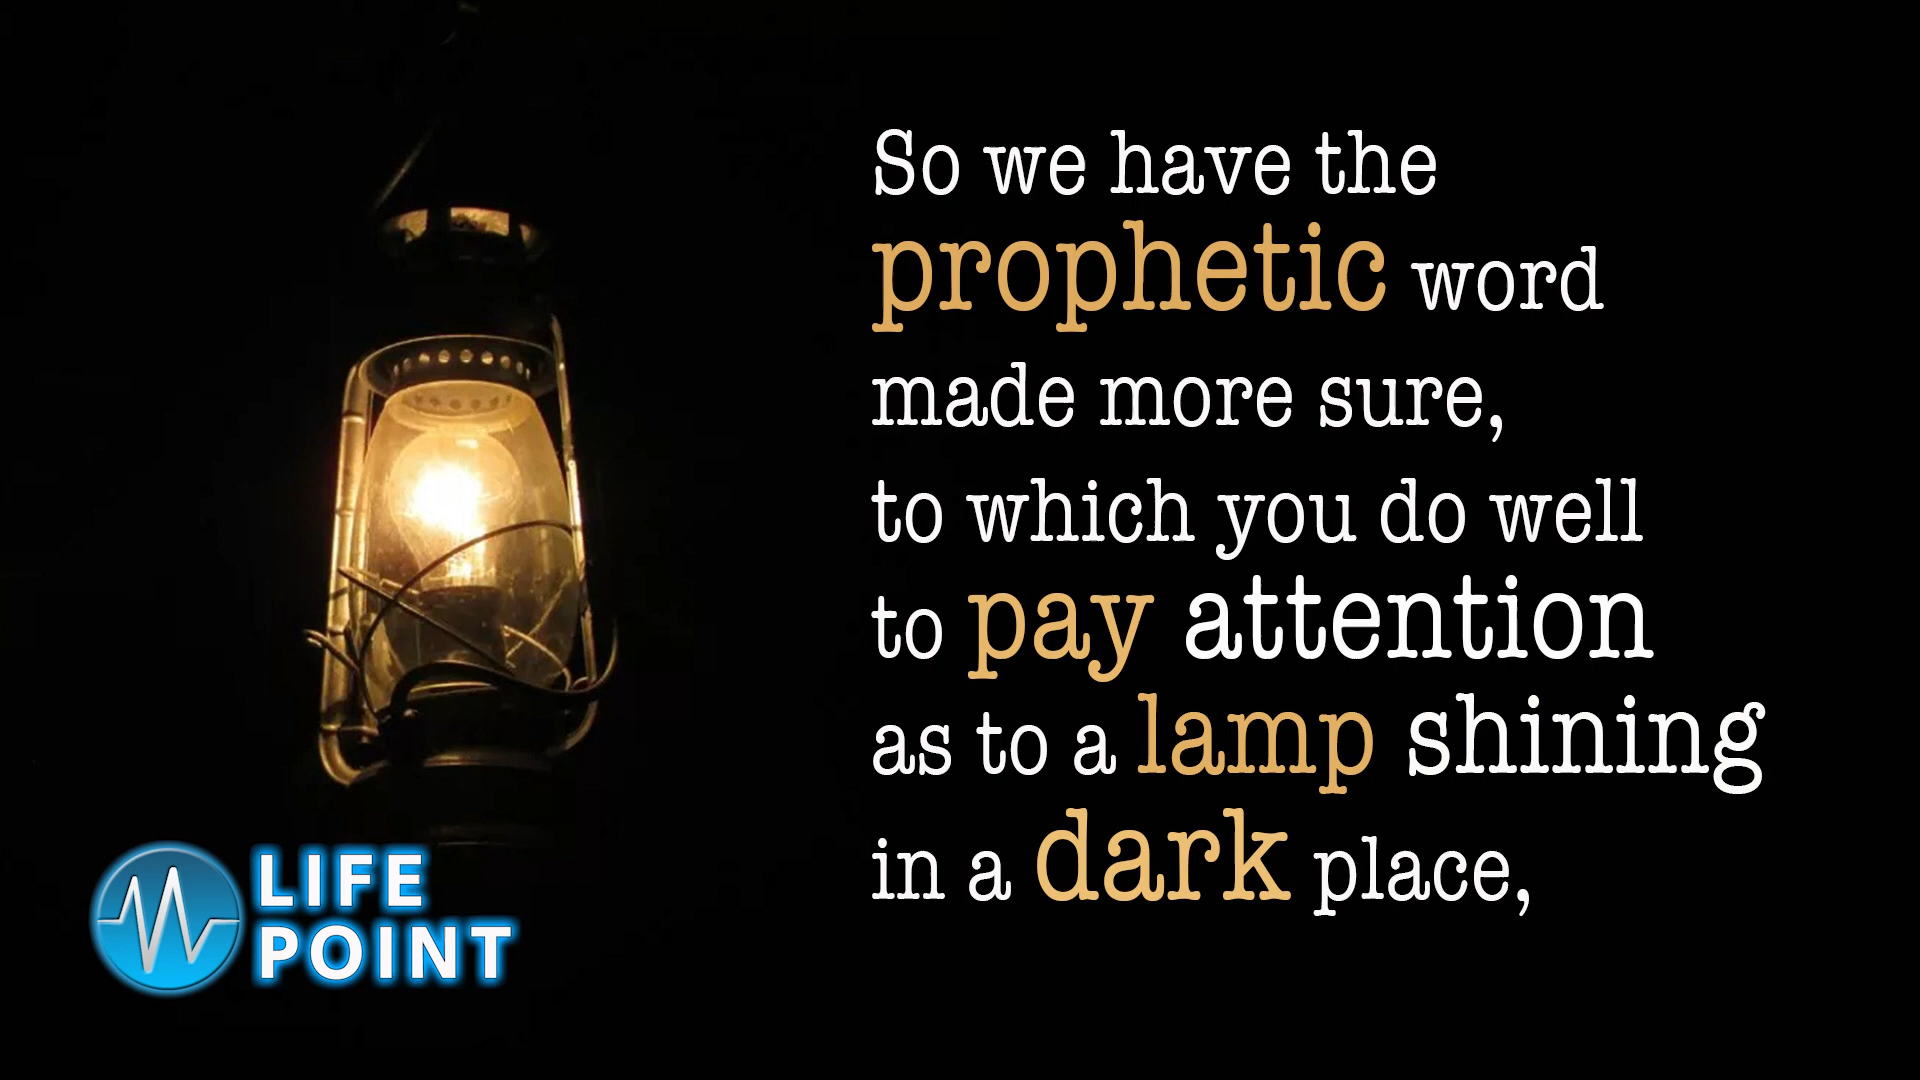 So we have the
prophetic word
made more sure,
to which you do well
to pay attention
as to a lamp shining
in a dark place,
LIFE
POINT